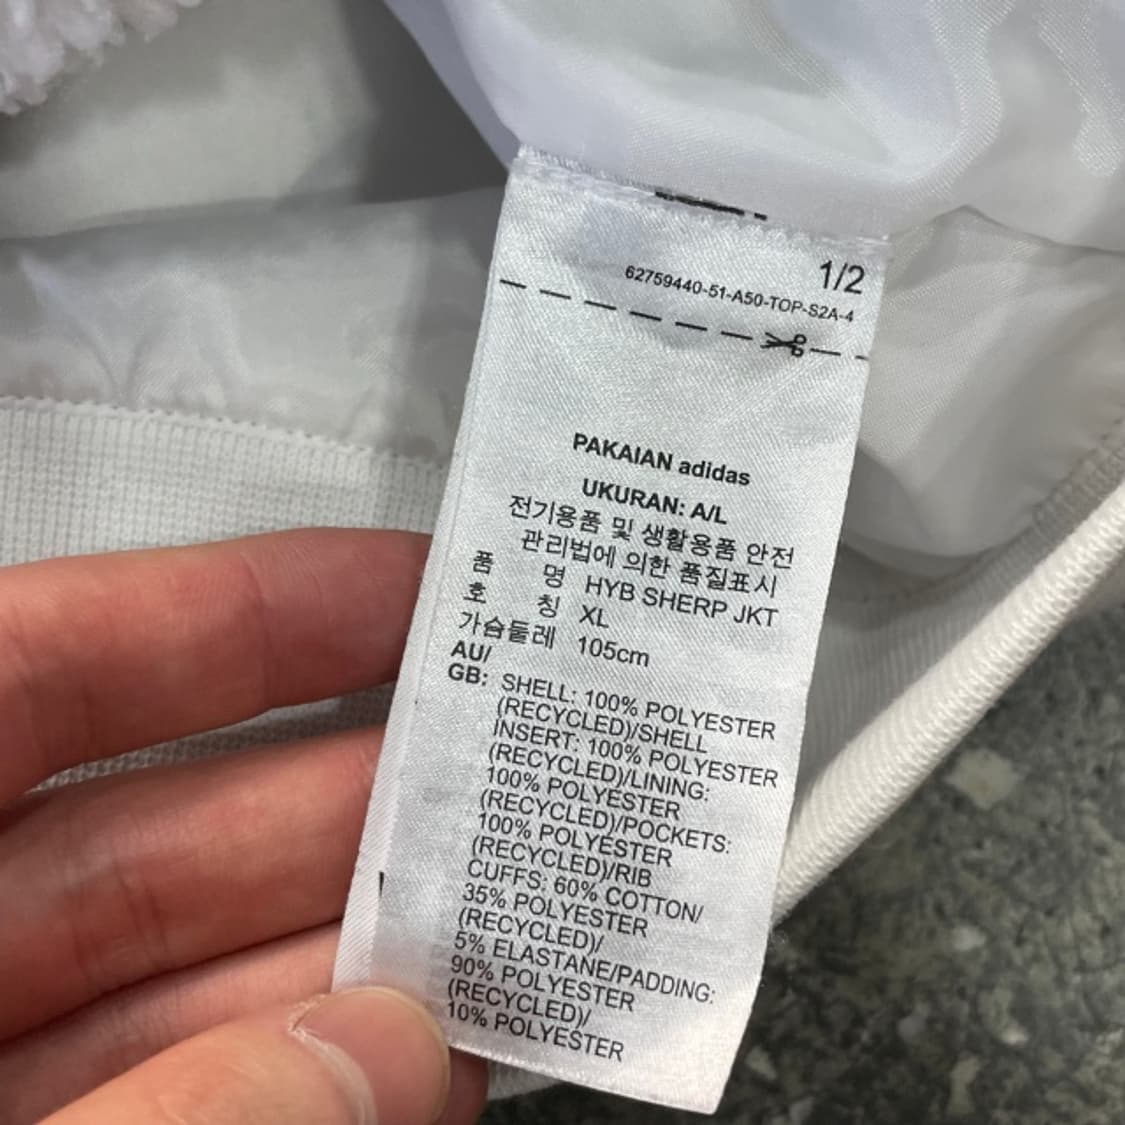 1/2
62759440-51-A50-TOP-S2A-4
PAKAIAN adidas
UKURAN: A/L
전기용품 및 생활용품 안전
관리법에 의한 품질표시
품 명 HYB SHERP JKT
호 칭 XL
가슴둘레 105cm
AU/
GB: SHELL: 100% POLYESTER
(RECYCLED)/SHELL
INSERT: 100% POLYESTER
(RECYCLED)/LINING:
100% POLYESTER
(RECYCLED)/POCKETS:
100% POLYESTER
(RECYCLED)/RIB
CUFFS: 60% COTTON/
35% POLYESTER
(RECYCLED)/
5% ELASTANE/PADDING:
90% POLYESTER
(RECYCLED)/
10% POLYESTER